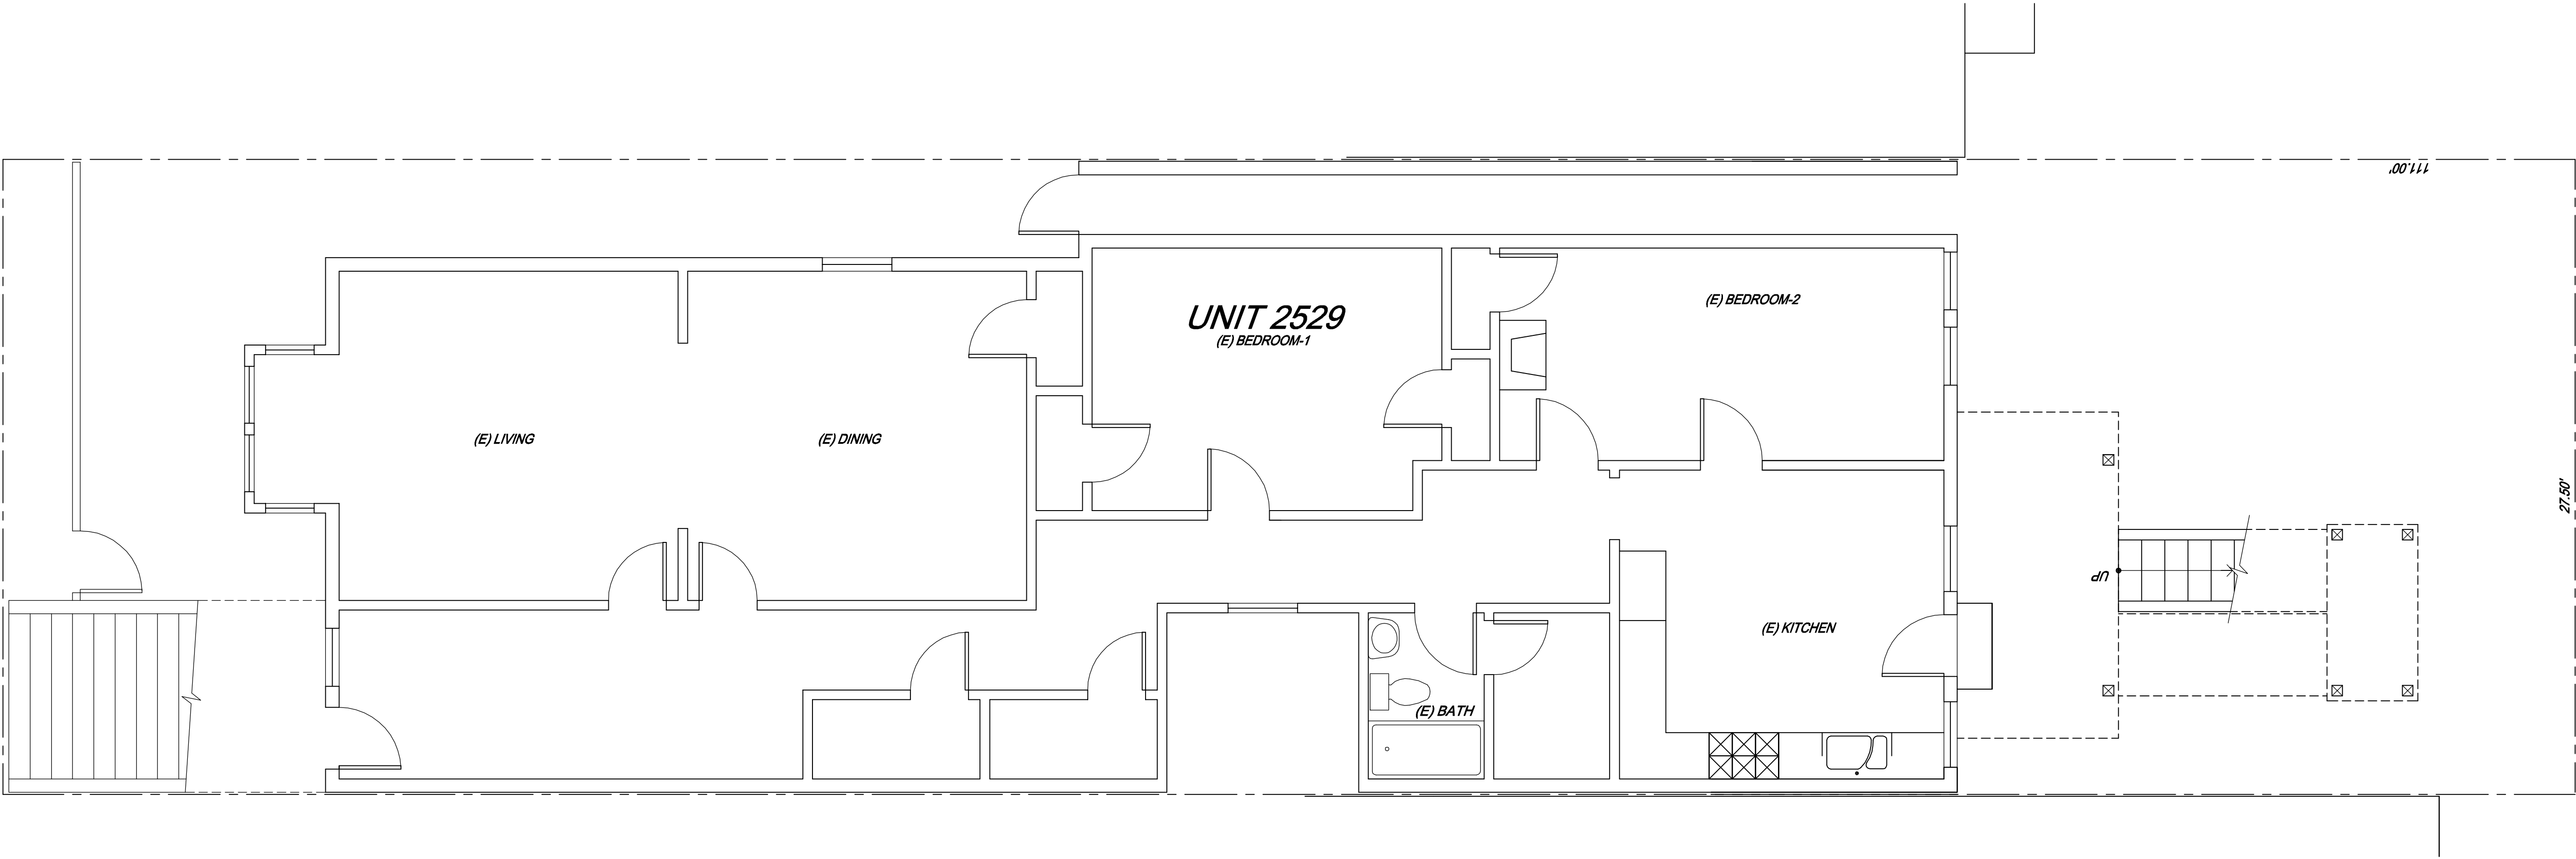 111.00'
(E) BEDROOM-2
UNIT 2529
(E) BEDROOM-1
(E) LIVING
(E) DINING
27.50'
UP
(E) KITCHEN
(E) BATH